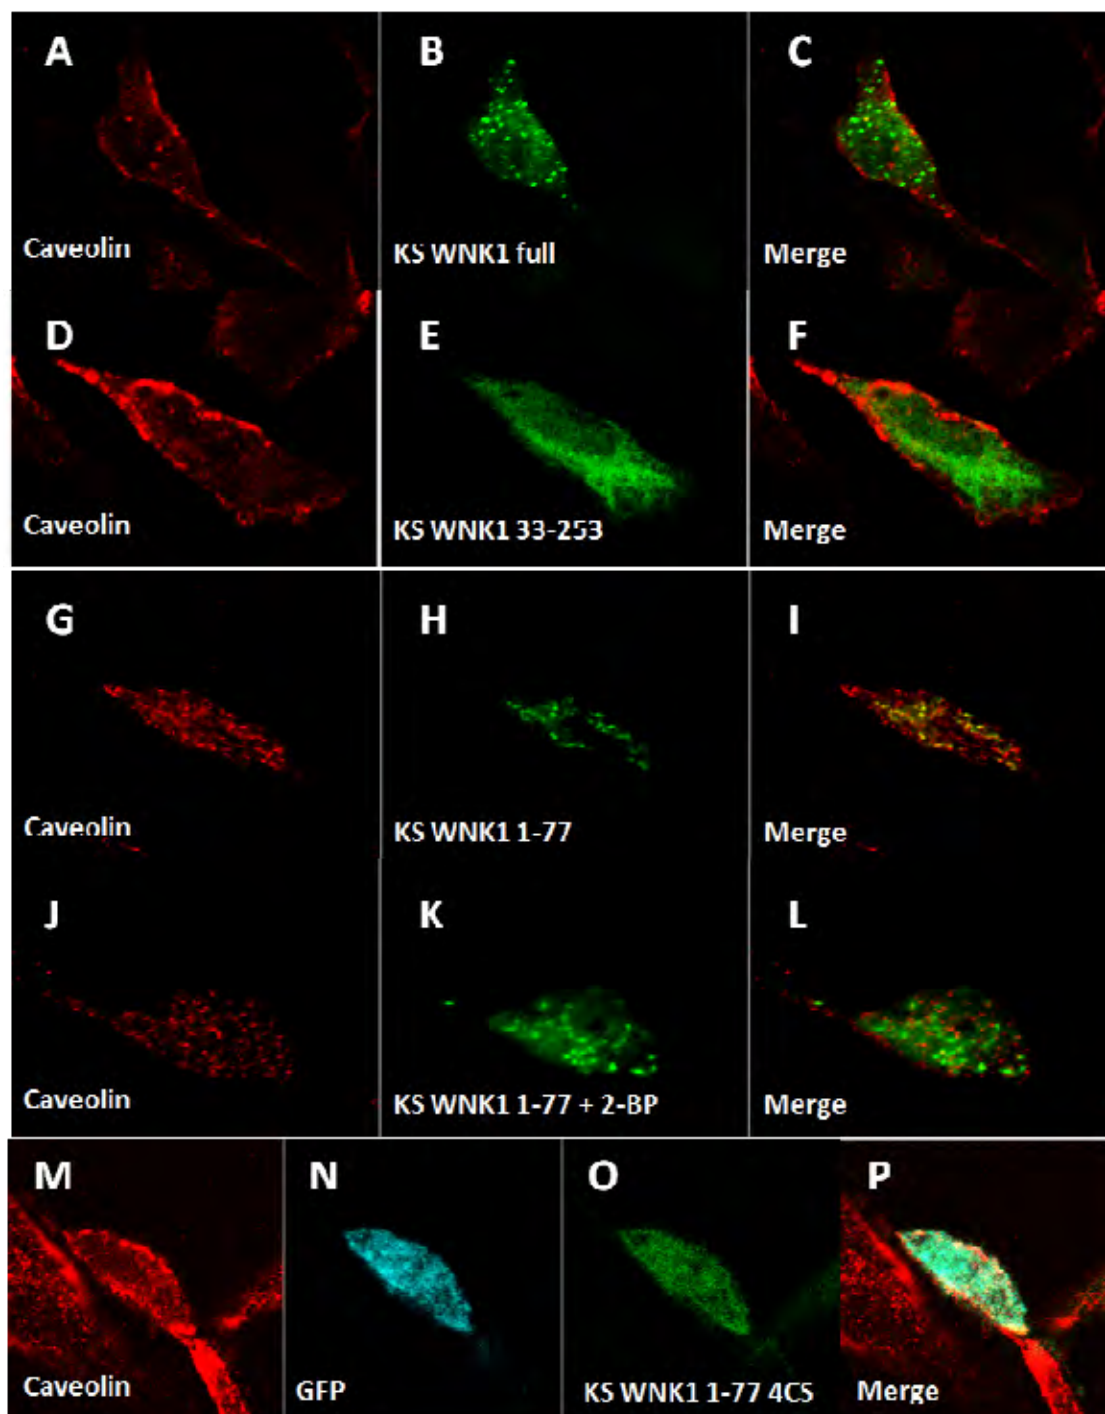 A B C
Caveolin KS WNK1 full Merge
D E F
Caveolin KS WNK1 33-253 Merge
G H I
Caveolin KS WNK1 1-77 Merge
J K L
Caveolin KS WNK1 1-77 + 2-BP Merge
M N O P
Caveolin GFP KS WNK1 1-77 4CS Merge